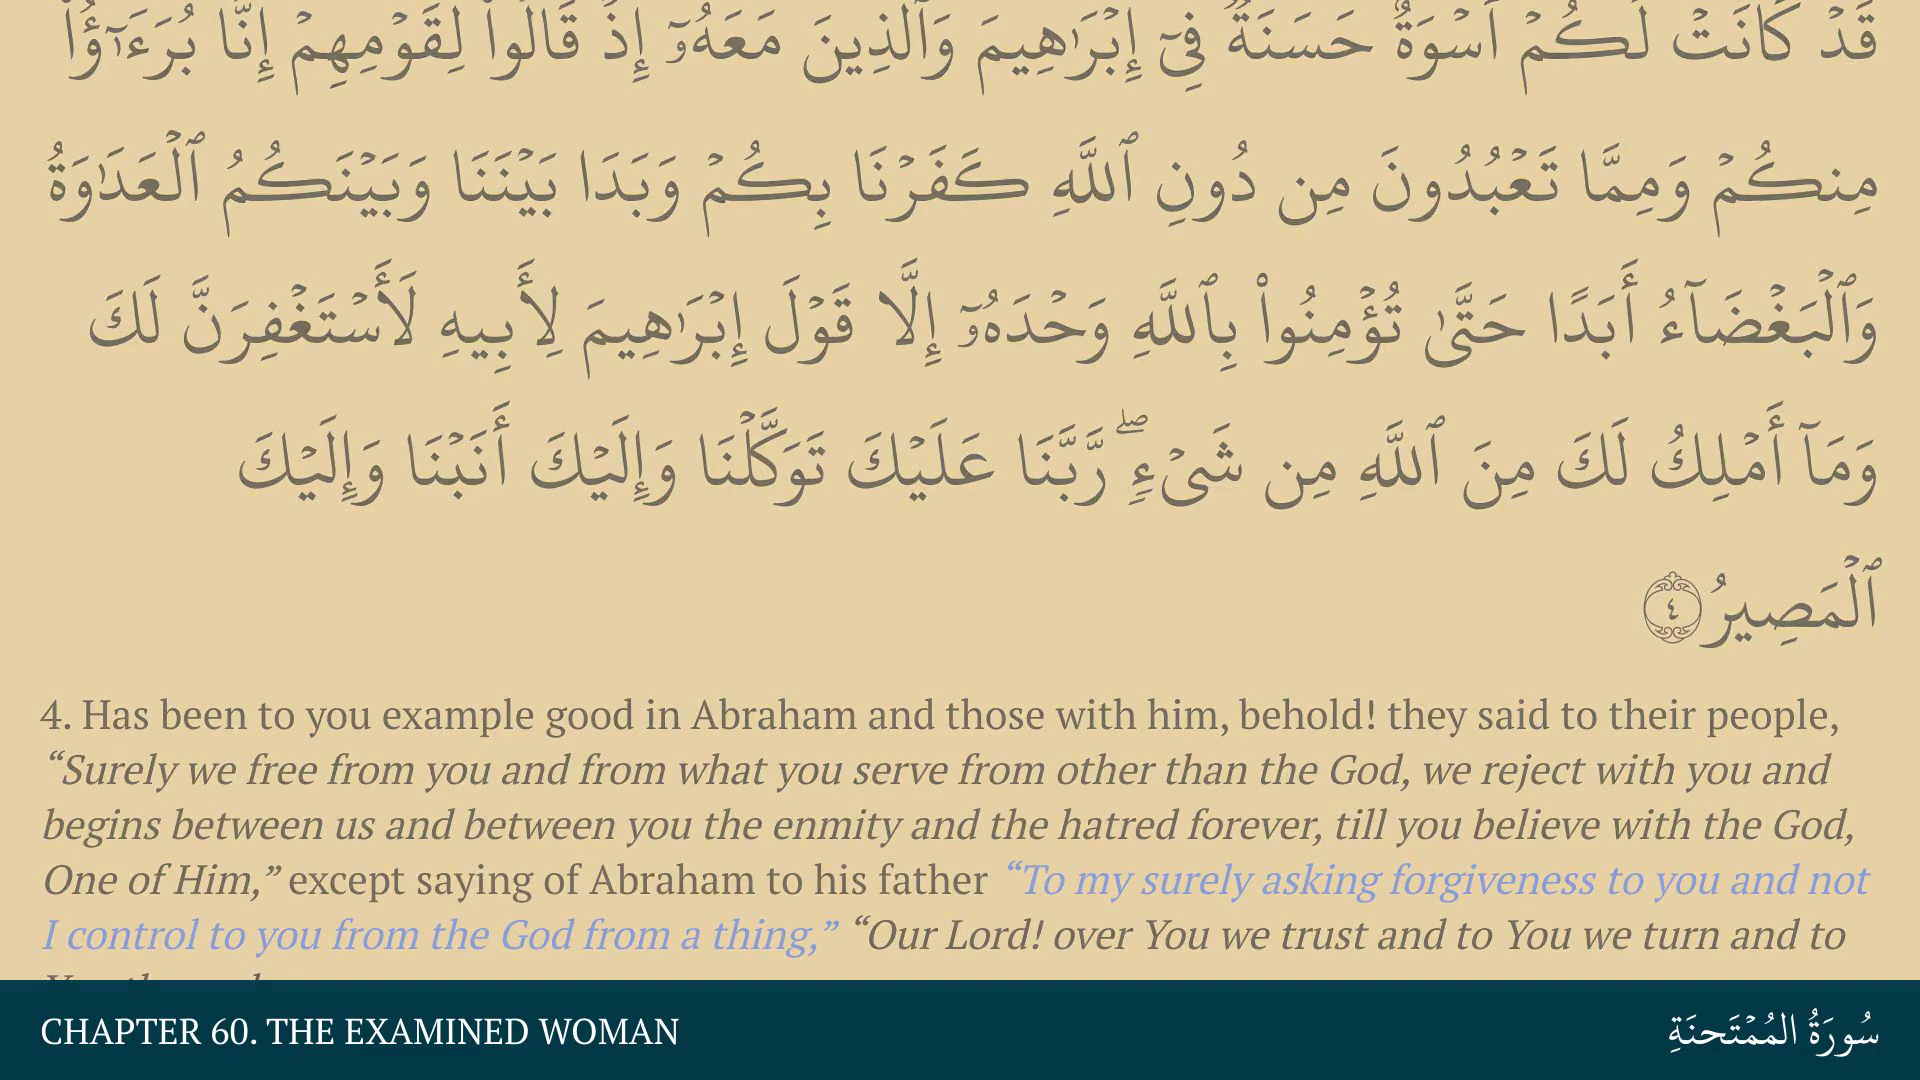 قَدْ كَانَتْ لَكُمْ أُسْوَةٌ حَسَنَةٌ فِىٓ إِبْرَٰهِيمَ وَٱلَّذِينَ مَعَهُۥٓ إِذْ قَالُوا۟ لِقَوْمِهِمْ إِنَّا بُرَءَٰٓؤُا۟
مِنكُمْ وَمِمَّا تَعْبُدُونَ مِن دُونِ ٱللَّهِ كَفَرْنَا بِكُمْ وَبَدَا بَيْنَنَا وَبَيْنَكُمُ ٱلْعَدَٰوَةُ
وَٱلْبَغْضَآءُ أَبَدًا حَتَّىٰ تُؤْمِنُوا۟ بِٱللَّهِ وَحْدَهُۥٓ إِلَّا قَوْلَ إِبْرَٰهِيمَ لِأَبِيهِ لَأَسْتَغْفِرَنَّ لَكَ
وَمَآ أَمْلِكُ لَكَ مِنَ ٱللَّهِ مِن شَىْءٍ ۖ رَّبَّنَا عَلَيْكَ تَوَكَّلْنَا وَإِلَيْكَ أَنَبْنَا وَإِلَيْكَ
ٱلْمَصِيرُ ٤
4. Has been to you example good in Abraham and those with him, behold! they said to their people,
“Surely we free from you and from what you serve from other than the God, we reject with you and
begins between us and between you the enmity and the hatred forever, till you believe with the God,
One of Him,” except saying of Abraham to his father “To my surely asking forgiveness to you and not
I control to you from the God from a thing,” “Our Lord! over You we trust and to You we turn and to
CHAPTER 60. THE EXAMINED WOMAN
سُورَةُ المُمْتَحنَةِ